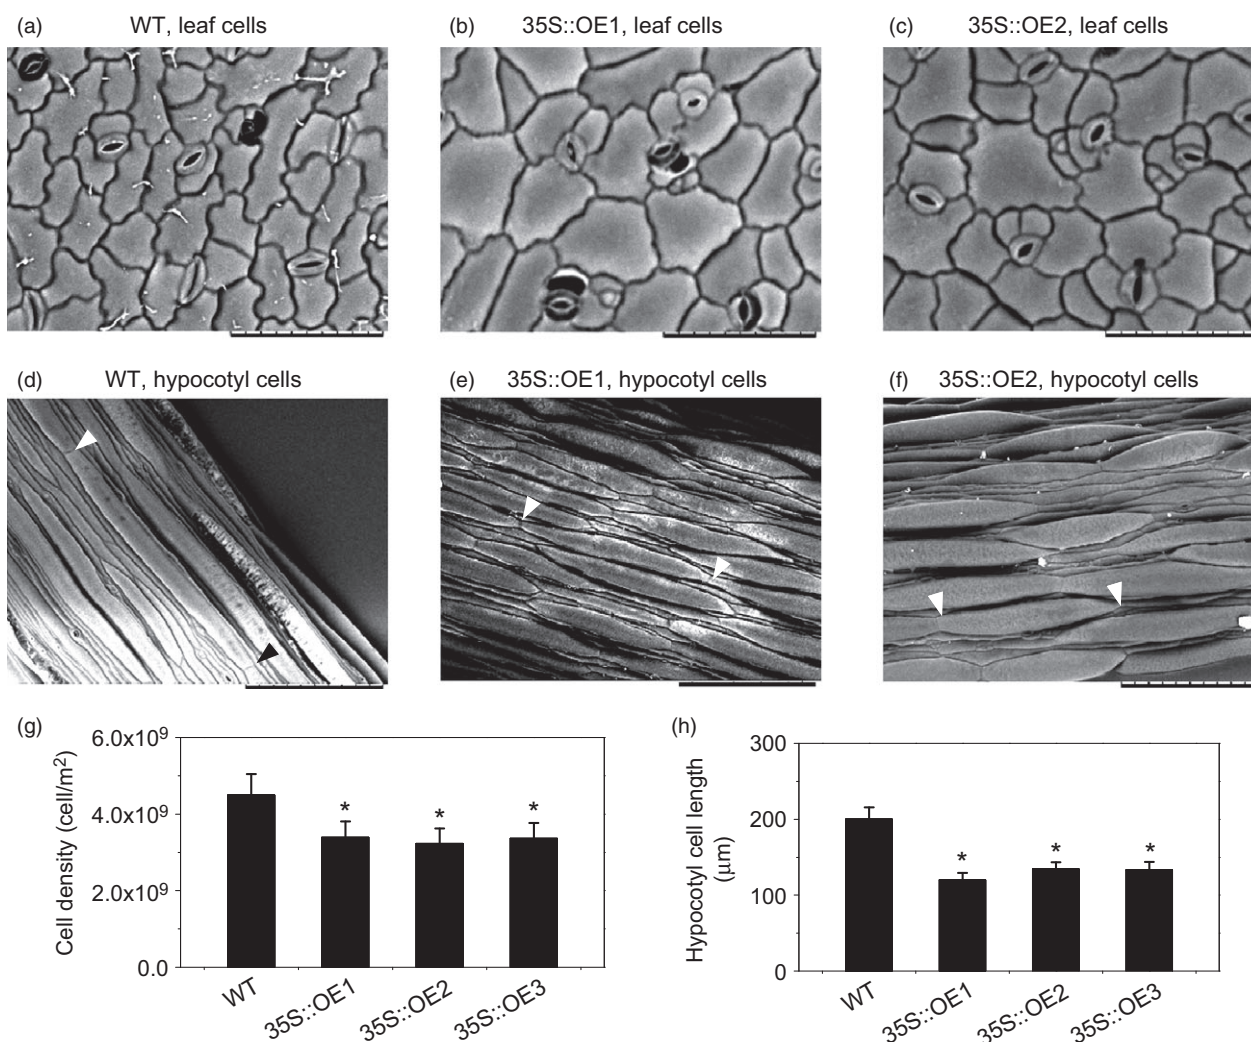 (a) WT, leaf cells
(b) 35S::OE1, leaf cells
(c) 35S::OE2, leaf cells
(d) WT, hypocotyl cells
(e) 35S::OE1, hypocotyl cells
(f) 35S::OE2, hypocotyl cells
(g)
Cell density (cell/m²)
6.0x10⁹
4.0x10⁹
2.0x10⁹
0.0
* * *
WT
35S::OE1
35S::OE2
35S::OE3
(h)
Hypocotyl cell length
(μm)
300
200
100
0
* * *
WT
35S::OE1
35S::OE2
35S::OE3